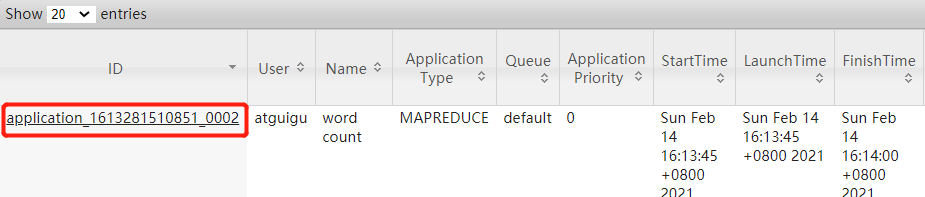 Show 20 entries
ID User Name Application Type Queue Application Priority StartTime LaunchTime FinishTime
application_1613281510851_0002 atguigu word count MAPREDUCE default 0 Sun Feb 14 16:13:45 +0800 2021 Sun Feb 14 16:13:45 +0800 2021 Sun Feb 14 16:14:00 +0800 2021